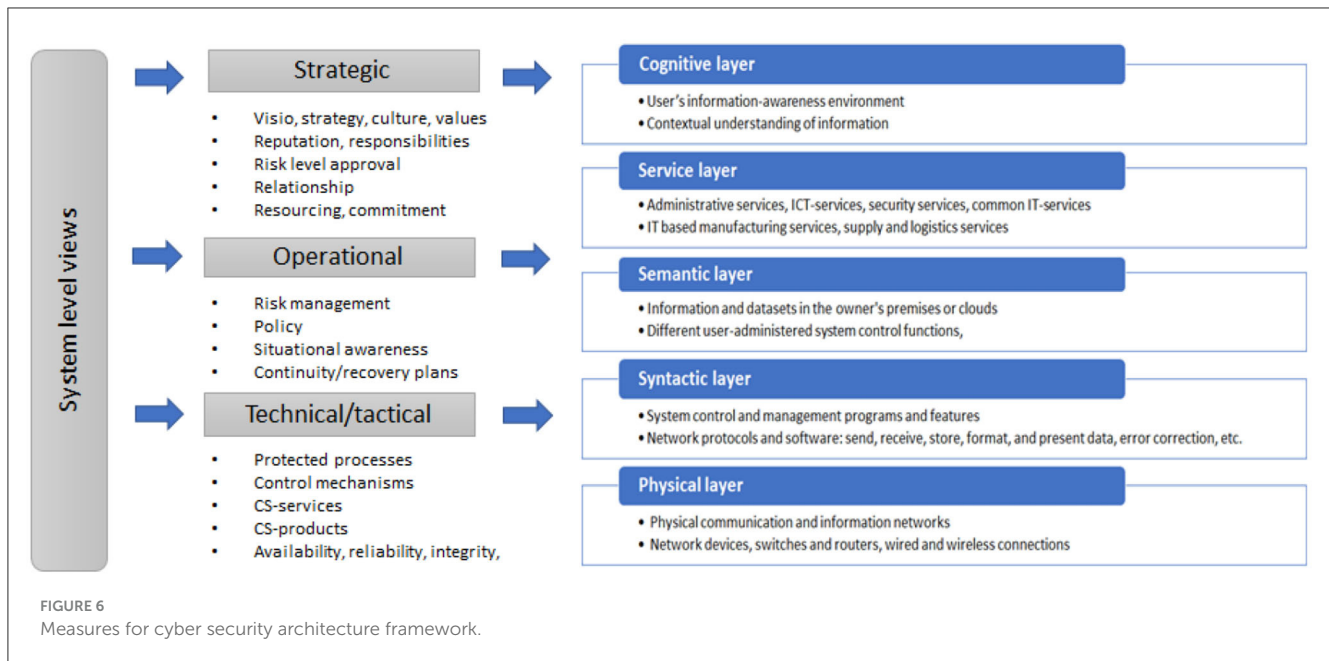 System level views
Strategic
• Visio, strategy, culture, values
• Reputation, responsibilities
• Risk level approval
• Relationship
• Resourcing, commitment
Operational
• Risk management
• Policy
• Situational awareness
• Continuity/recovery plans
Technical/tactical
• Protected processes
• Control mechanisms
• CS-services
• CS-products
• Availability, reliability, integrity,
Cognitive layer
• User's information-awareness environment
• Contextual understanding of information
Service layer
• Administrative services, ICT-services, security services, common IT-services
• IT based manufacturing services, supply and logistics services
Semantic layer
• Information and datasets in the owner's premises or clouds
• Different user-administered system control functions,
Syntactic layer
• System control and management programs and features
• Network protocols and software: send, receive, store, format, and present data, error correction, etc.
Physical layer
• Physical communication and information networks
• Network devices, switches and routers, wired and wireless connections
FIGURE 6
Measures for cyber security architecture framework.